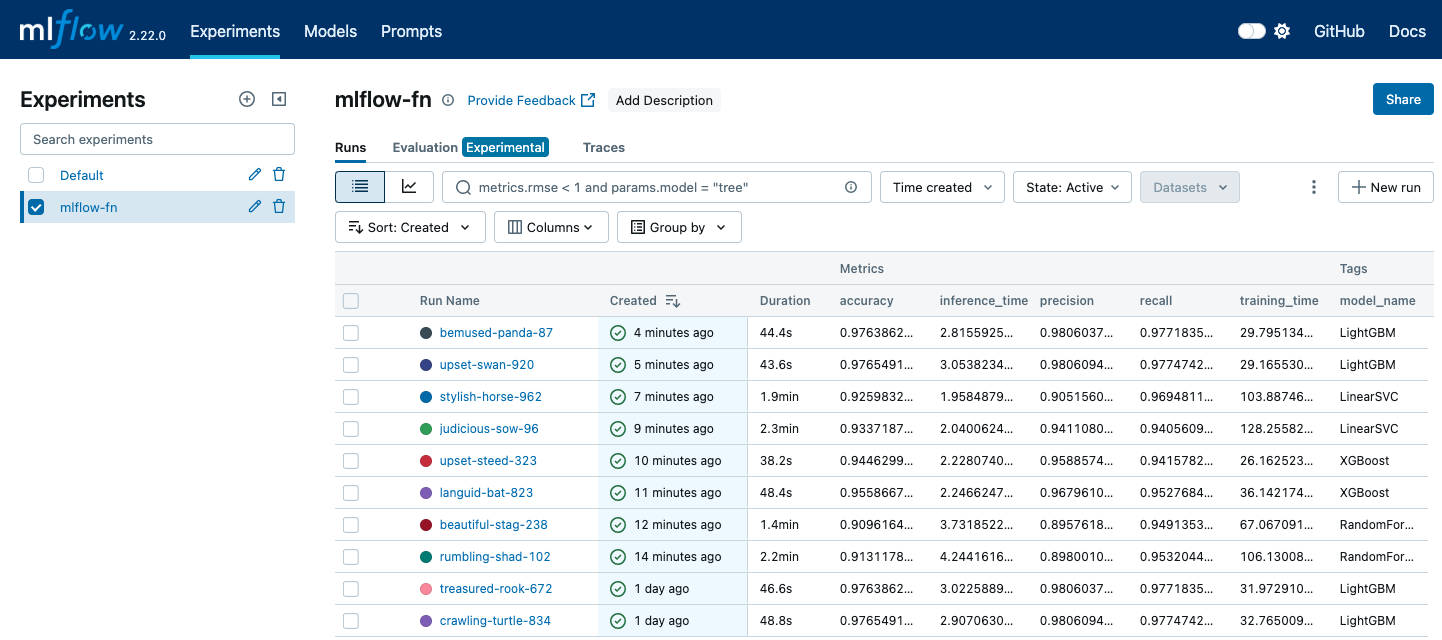 mlflow 2.22.0 Experiments Models Prompts GitHub Docs
Experiments
Search experiments
Default
mlflow-fn
mlflow-fn Provide Feedback Add Description Share
Runs Evaluation Experimental Traces
metrics.rmse < 1 and params.model = "tree" Time created State: Active Datasets New run
Sort: Created Columns Group by
Metrics Tags
Run Name Created Duration accuracy inference_time precision recall training_time model_name
bemused-panda-87 4 minutes ago 44.4s 0.9763862... 2.8155925... 0.9806037... 0.9771835... 29.795134... LightGBM
upset-swan-920 5 minutes ago 43.6s 0.9765491... 3.0538234... 0.9806094... 0.9774742... 29.165530... LightGBM
stylish-horse-962 7 minutes ago 1.9min 0.9259832... 1.9584879... 0.9051560... 0.9694811... 103.88746... LinearSVC
judicious-sow-96 9 minutes ago 2.3min 0.9337187... 2.0400624... 0.9411080... 0.9405609... 128.25582... LinearSVC
upset-steed-323 10 minutes ago 38.2s 0.9446299... 2.2280740... 0.9588574... 0.9415782... 26.162523... XGBoost
languid-bat-823 11 minutes ago 48.4s 0.9558667... 2.2466247... 0.9679610... 0.9527684... 36.142174... XGBoost
beautiful-stag-238 12 minutes ago 1.4min 0.9096164... 3.7318522... 0.8957618... 0.9491353... 67.067091... RandomFor...
rumbling-shad-102 14 minutes ago 2.2min 0.9131178... 4.2441616... 0.8980010... 0.9532044... 106.13008... RandomFor...
treasured-rook-672 1 day ago 46.6s 0.9763862... 3.0225889... 0.9806037... 0.9771835... 31.972910... LightGBM
crawling-turtle-834 1 day ago 48.8s 0.9765491... 2.9070630... 0.9806094... 0.9774742... 32.765009... LightGBM